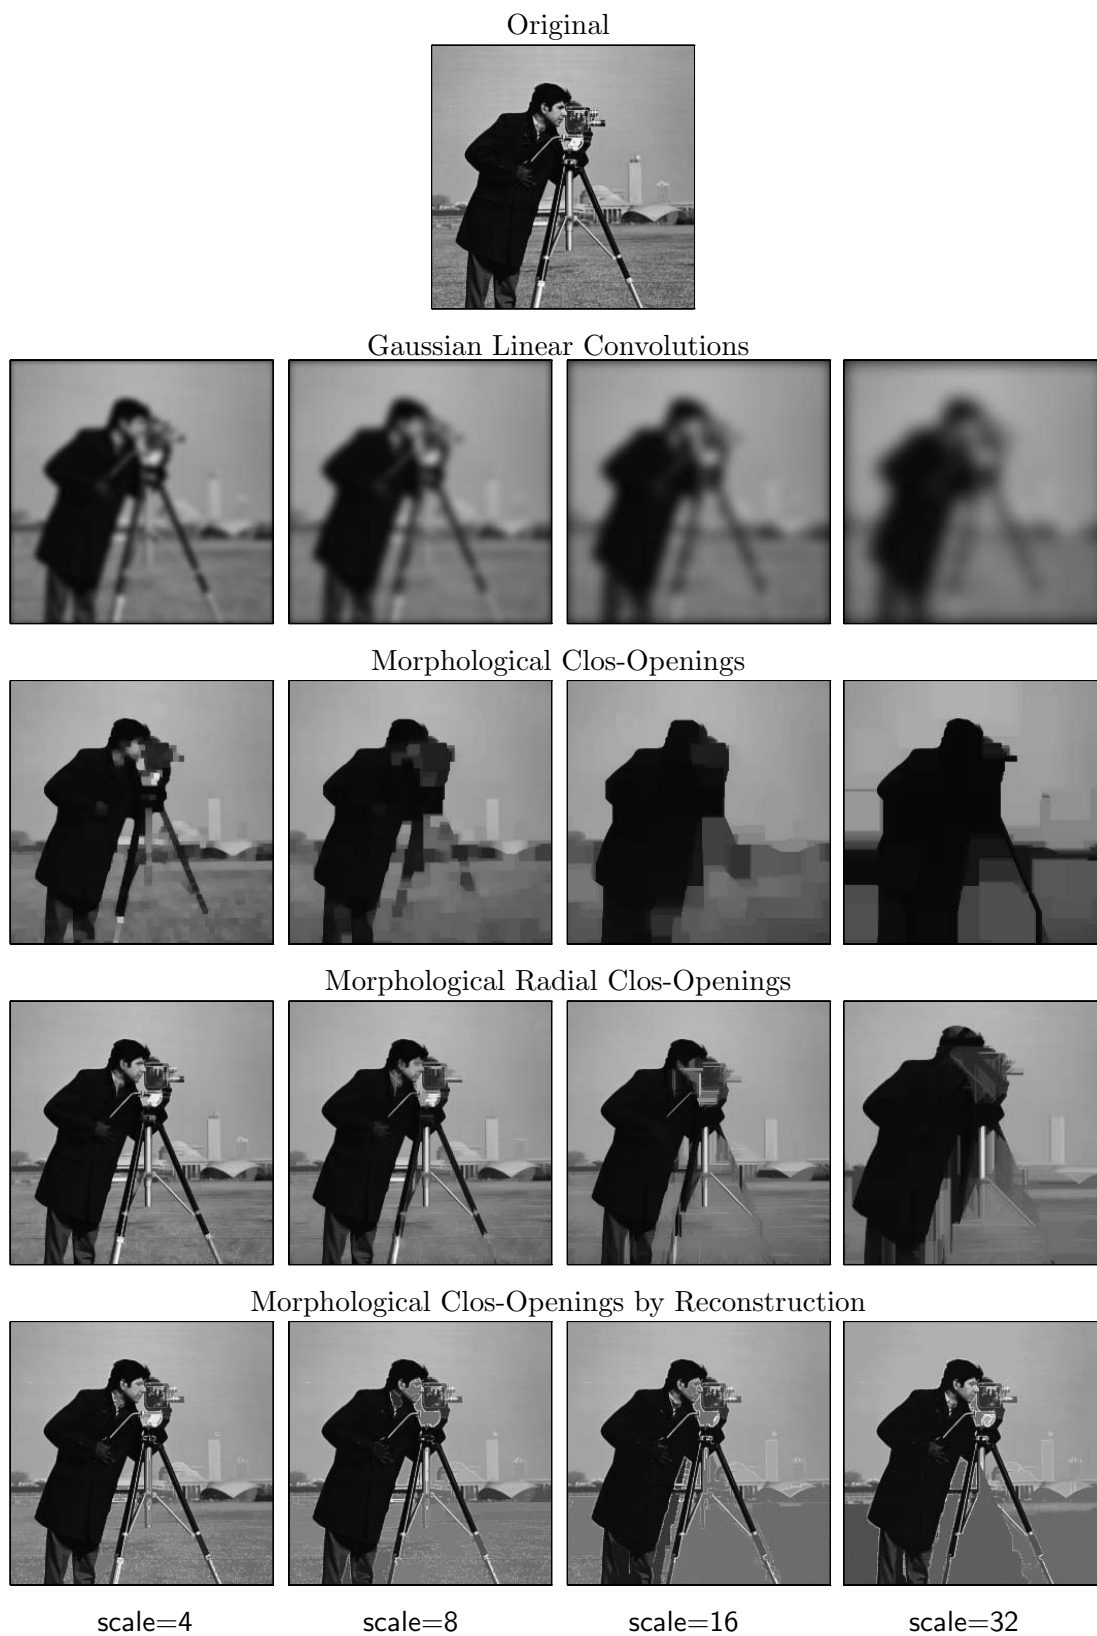 Original
Gaussian Linear Convolutions
Morphological Clos-Openings
Morphological Radial Clos-Openings
Morphological Clos-Openings by Reconstruction
scale=4 scale=8 scale=16 scale=32